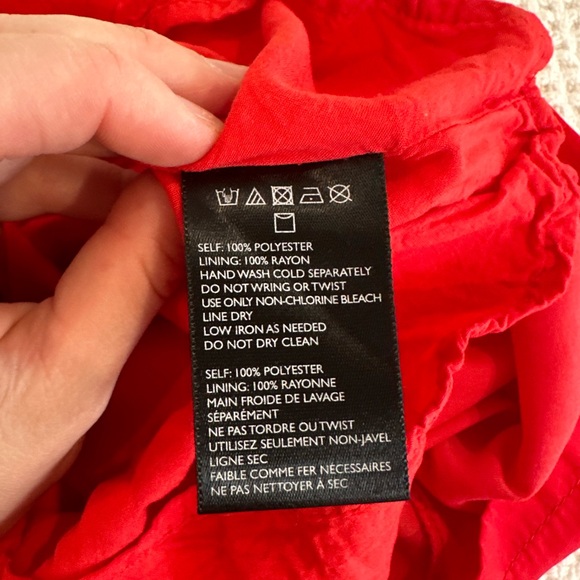 SELF: 100% POLYESTER
LINING: 100% RAYON
HAND WASH COLD SEPARATELY
DO NOT WRING OR TWIST
USE ONLY NON-CHLORINE BLEACH
LINE DRY
LOW IRON AS NEEDED
DO NOT DRY CLEAN
SELF: 100% POLYESTER
LINING: 100% RAYONNE
MAIN FROIDE DE LAVAGE
SÉPARÉMENT
NE PAS TORDRE OU TWIST
UTILISEZ SEULEMENT NON-JAVEL
LIGNE SEC
FAIBLE COMME FER NÉCESSAIRES
NE PAS NETTOYER À SEC